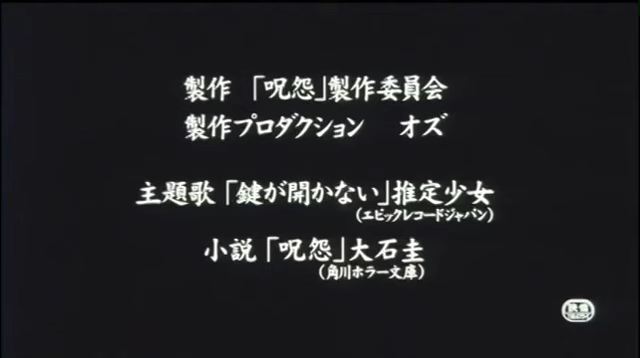 製作 「呪怨」製作委員会
製作プロダクション オズ
主題歌「鍵が開かない」推定少女
(エピックレコードジャパン)
小説「呪怨」大石圭
(角川ホラー文庫)
映倫